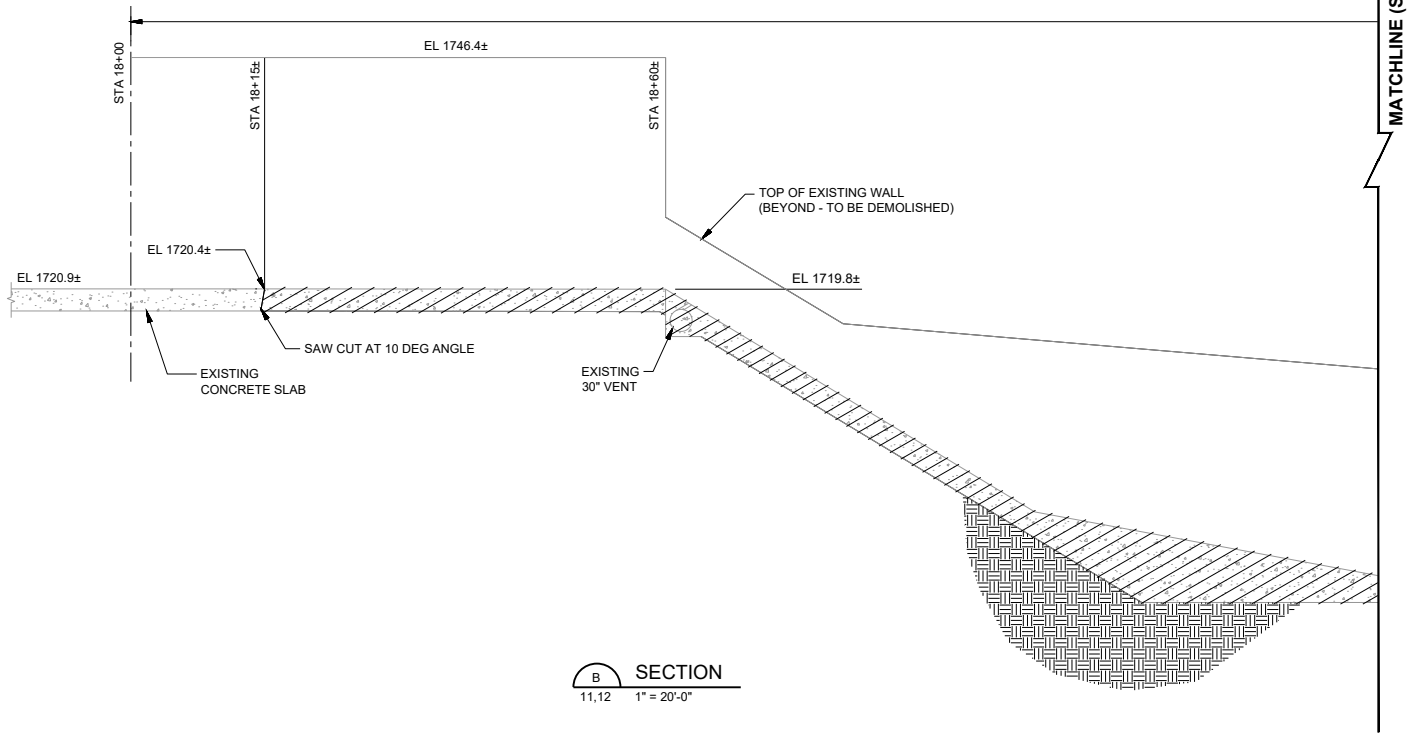 MATCHLINE
STA 18+00
EL 1746.4±
STA 18+15±
STA 18+60±
TOP OF EXISTING WALL
(BEYOND - TO BE DEMOLISHED)
EL 1720.4±
EL 1720.9±
EL 1719.8±
SAW CUT AT 10 DEG ANGLE
EXISTING
CONCRETE SLAB
EXISTING
30" VENT
B
SECTION
11,12
1" = 20'-0"